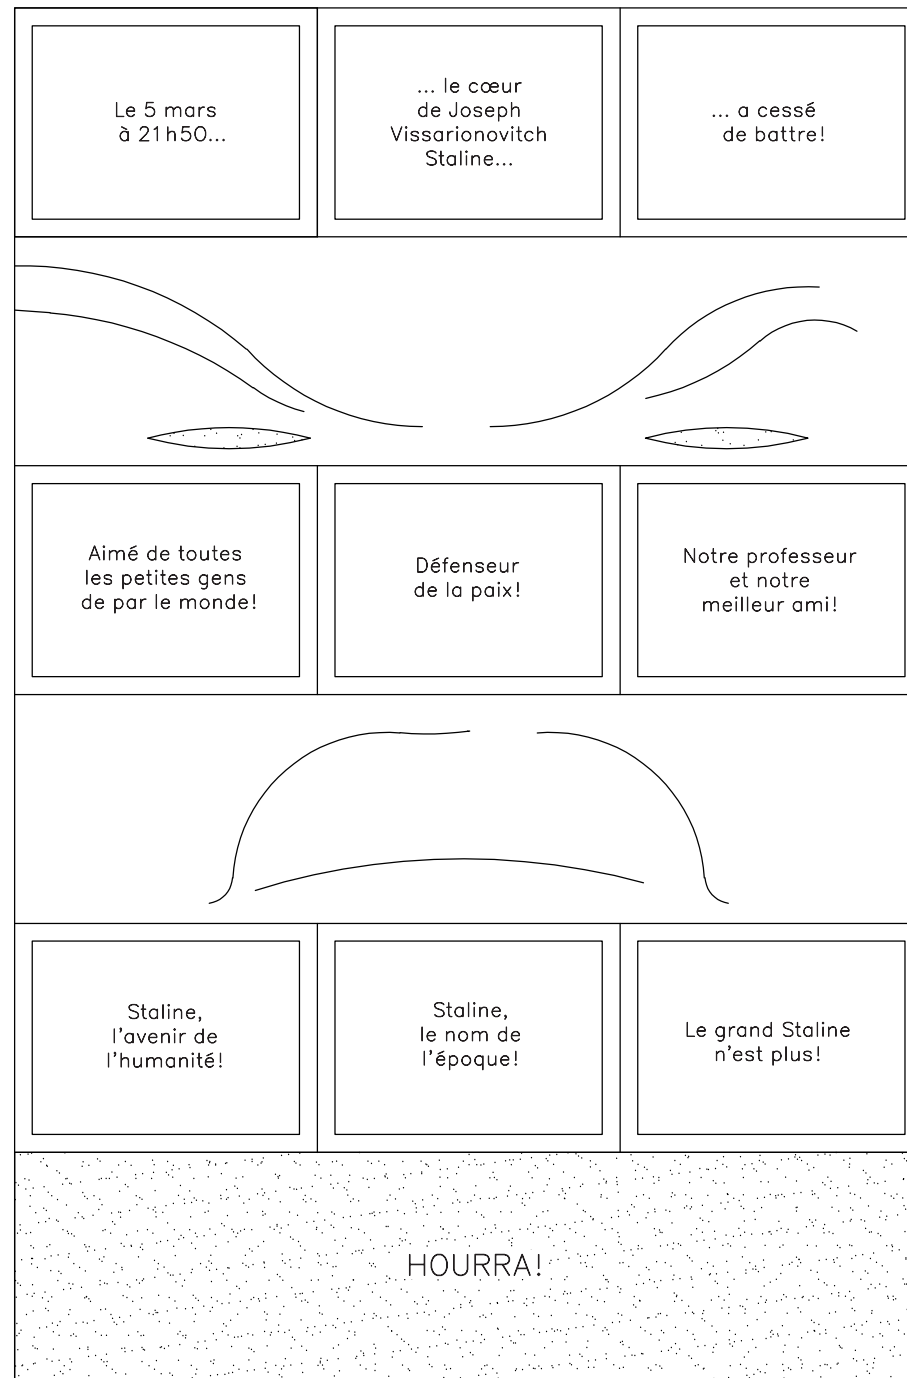 Le 5 mars
à 21h50...
... le cœur
de Joseph
Vissarionovitch
Staline...
... a cessé
de battre!
Aimé de toutes
les petites gens
de par le monde!
Défenseur
de la paix!
Notre professeur
et notre
meilleur ami!
Staline,
l'avenir de
l'humanité!
Staline,
le nom de
l'époque!
Le grand Staline
n'est plus!
HOURRA!